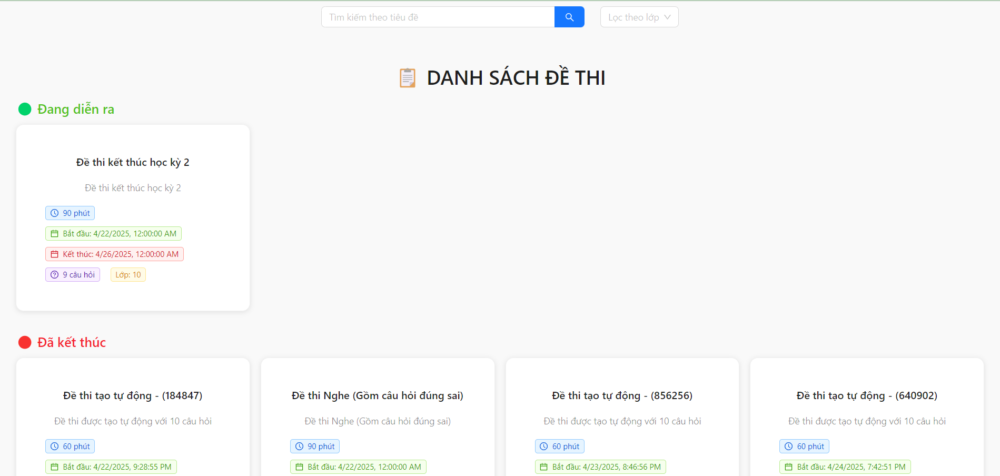 Tìm kiếm theo tiêu đề
Lọc theo lớp
DANH SÁCH ĐỀ THI
Đang diễn ra
Đề thi kết thúc học kỳ 2
Đề thi kết thúc học kỳ 2
90 phút
Bắt đầu: 4/22/2025, 12:00:00 AM
Kết thúc: 4/26/2025, 12:00:00 AM
9 câu hỏi
Lớp: 10
Đã kết thúc
Đề thi tạo tự động - (184847)
Đề thi được tạo tự động với 10 câu hỏi
60 phút
Bắt đầu: 4/22/2025, 9:28:55 PM
Đề thi Nghe (Gồm câu hỏi đúng sai)
Đề thi Nghe (Gồm câu hỏi đúng sai)
90 phút
Bắt đầu: 4/22/2025, 12:00:00 AM
Đề thi tạo tự động - (856256)
Đề thi được tạo tự động với 10 câu hỏi
60 phút
Bắt đầu: 4/23/2025, 8:46:56 PM
Đề thi tạo tự động - (640902)
Đề thi được tạo tự động với 10 câu hỏi
60 phút
Bắt đầu: 4/24/2025, 7:42:51 PM